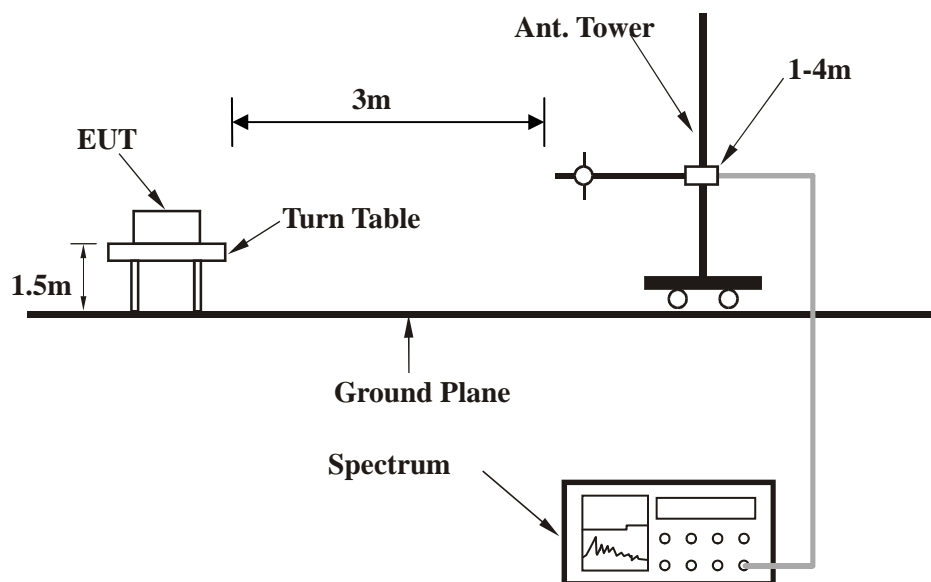 Ant. Tower
1-4m
3m
EUT
Turn Table
1.5m
Ground Plane
Spectrum